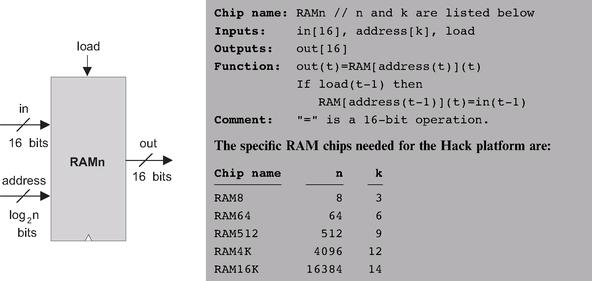 load
in
16 bits
RAMn
out
16 bits
address
log2n
bits
Chip name: RAMn // n and k are listed below
Inputs: in[16], address[k], load
Outputs: out[16]
Function: out(t)=RAM[address(t)](t)
If load(t-1) then
RAM[address(t-1)](t)=in(t-1)
Comment: "=" is a 16-bit operation.
The specific RAM chips needed for the Hack platform are:
Chip name n k
RAM8 8 3
RAM64 64 6
RAM512 512 9
RAM4K 4096 12
RAM16K 16384 14